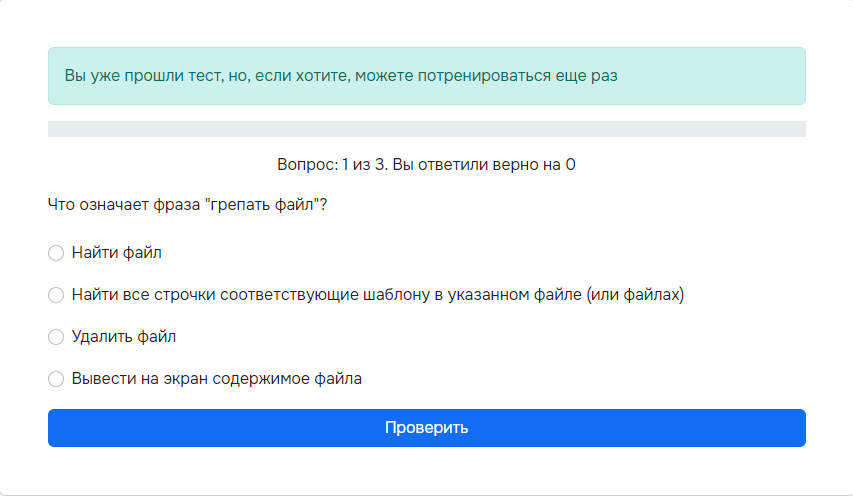 Вы уже прошли тест, но, если хотите, можете потренироваться еще раз
Вопрос: 1 из 3. Вы ответили верно на 0
Что означает фраза "грепать файл"?
Найти файл
Найти все строчки соответствующие шаблону в указанном файле (или файлах)
Удалить файл
Вывести на экран содержимое файла
Проверить